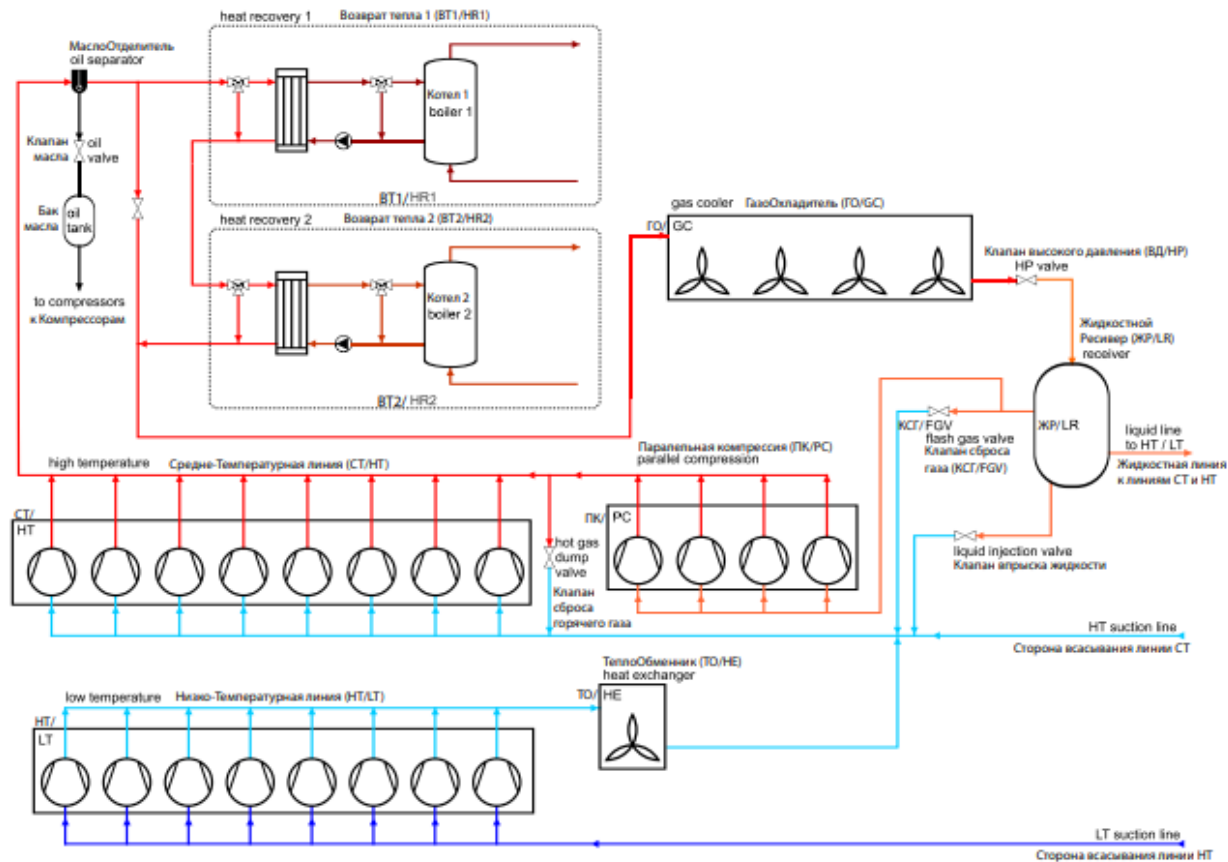 heat recovery 1
Возврат тепла 1 (ВТ1/HR1)
МаслоОтделитель
oil separator
Котел 1
boiler 1
Клапан
масла
oil
valve
Бак
масла
oil
tank
ВТ1/ HR1
heat recovery 2
Возврат тепла 2 (ВТ2/HR2)
Котел 2
boiler 2
ВТ2/ HR2
to compressors
к Компрессорам
gas cooler
ГазоОхладитель (ГО/GC)
ГО/
GC
Клапан высокого давления (ВД/HP)
HP valve
Жидкостной
Ресивер (ЖР/LR)
receiver
ЖР/LR
КСГ/ FGV
flash gas valve
Клапан сброса
газа (КСГ/FGV)
liquid line
to HT / LT
Жидкостная линия
к линиям СТ и НТ
high temperature
Средне-Температурная линия (СТ/HT)
Паралельная компрессия (ПК/PC)
parallel compression
СТ/
HT
ПК/
PC
hot gas
dump
valve
Клапан
сброса
горячего газа
liquid injection valve
Клапан впрыска жидкости
HT suction line
Сторона всасывания линии СТ
ТеплоОбменник (ТО/HE)
heat exchanger
ТО/
HE
low temperature
Низко-Температурная линия (НТ/LT)
НТ/
LT
LT suction line
Сторона всасывания линии НТ